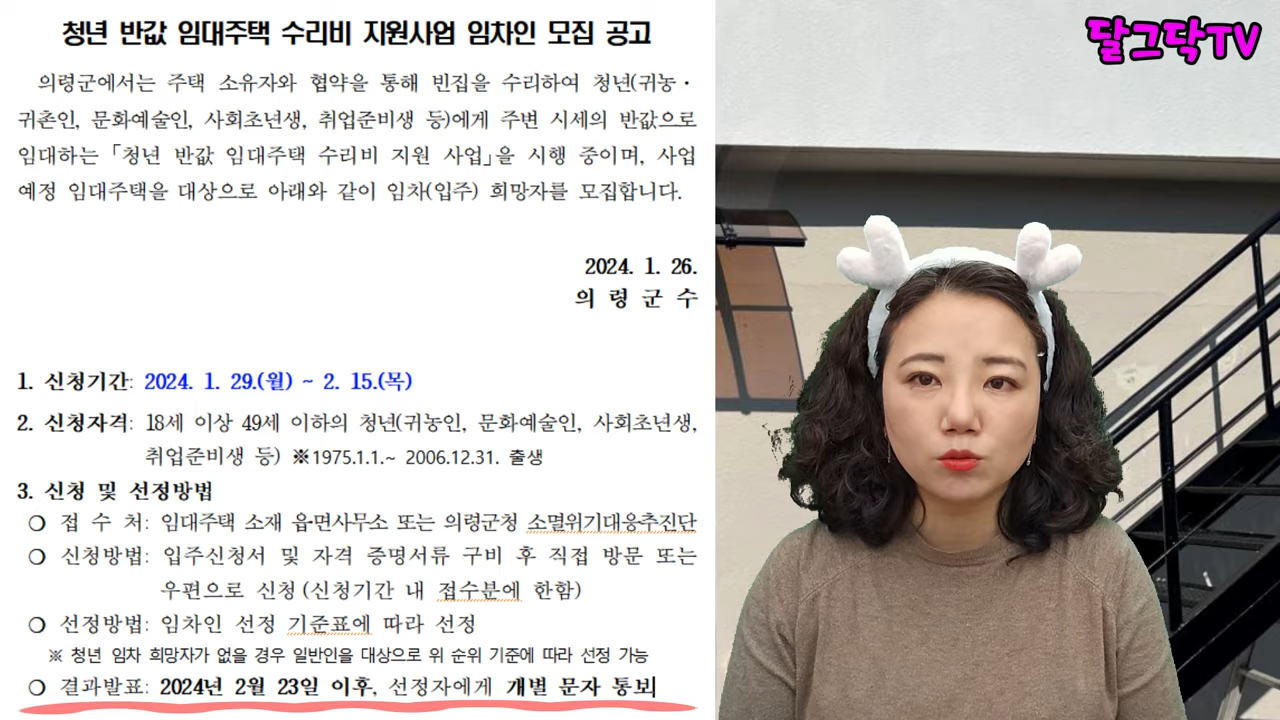 청년 반값 임대주택 수리비 지원사업 임차인 모집 공고
달그닥TV
의령군에서는 주택 소유자와 협약을 통해 빈집을 수리하여 청년(귀농·
귀촌인, 문화예술인, 사회초년생, 취업준비생 등)에게 주변 시세의 반값으로
임대하는 「청년 반값 임대주택 수리비 지원 사업」을 시행 중이며, 사업
예정 임대주택을 대상으로 아래와 같이 임차(입주) 희망자를 모집합니다.
2024. 1. 26.
의 령 군 수
1. 신청기간: 2024. 1. 29.(월) ~ 2. 15.(목)
2. 신청자격: 18세 이상 49세 이하의 청년(귀농인, 문화예술인, 사회초년생,
취업준비생 등) ※1975.1.1.~ 2006.12.31. 출생
3. 신청 및 선정방법
❍ 접 수 처: 임대주택 소재 읍·면사무소 또는 의령군청 소멸위기대응추진단
❍ 신청방법: 입주신청서 및 자격 증명서류 구비 후 직접 방문 또는
우편으로 신청(신청기간 내 접수분에 한함)
❍ 선정방법: 임차인 선정 기준표에 따라 선정
※ 청년 임차 희망자가 없을 경우 일반인을 대상으로 위 순위 기준에 따라 선정 가능
❍ 결과발표: 2024년 2월 23일 이후, 선정자에게 개별 문자 통보